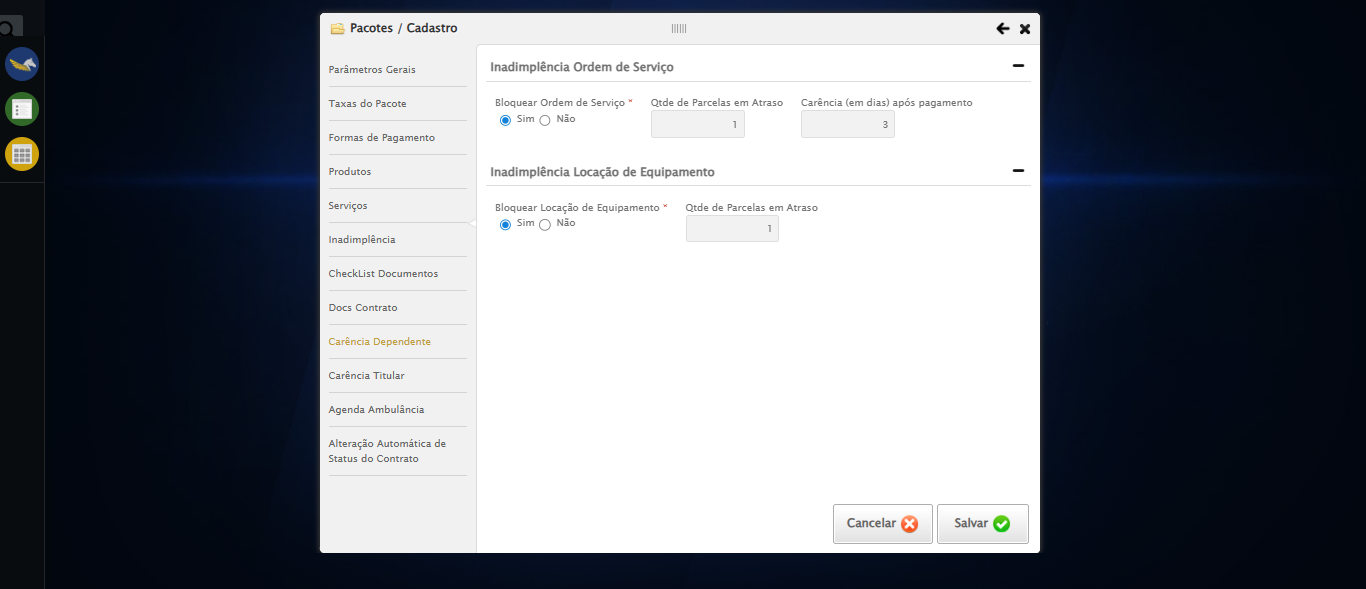 Pacotes / Cadastro
Parâmetros Gerais
Taxas do Pacote
Formas de Pagamento
Produtos
Serviços
Inadimplência
CheckList Documentos
Docs Contrato
Carência Dependente
Carência Titular
Agenda Ambulância
Alteração Automática de
Status do Contrato
Inadimplência Ordem de Serviço
Bloquear Ordem de Serviço * Qtde de Parcelas em Atraso Carência (em dias) após pagamento
Sim Não 1 3
Inadimplência Locação de Equipamento
Bloquear Locação de Equipamento * Qtde de Parcelas em Atraso
Sim Não 1
Cancelar Salvar